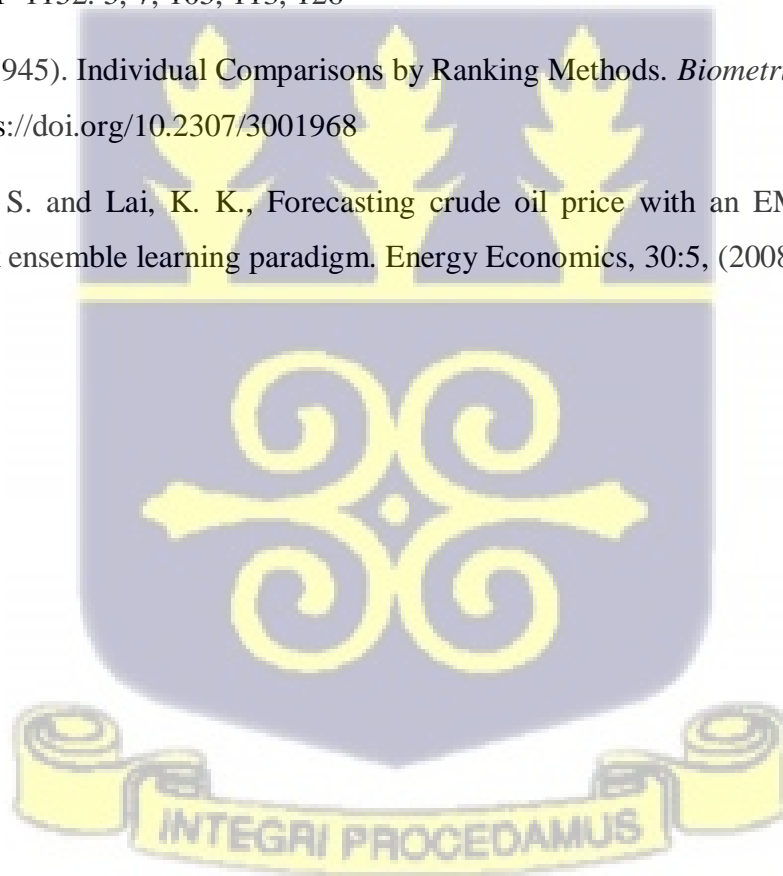 1132. 5, 7, 105, 113, 126
945). Individual Comparisons by Ranking Methods. Biometri
s://doi.org/10.2307/3001968
S. and Lai, K. K., Forecasting crude oil price with an EM
ensemble learning paradigm. Energy Economics, 30:5, (2008
INTEGRI PROCEDAMUS